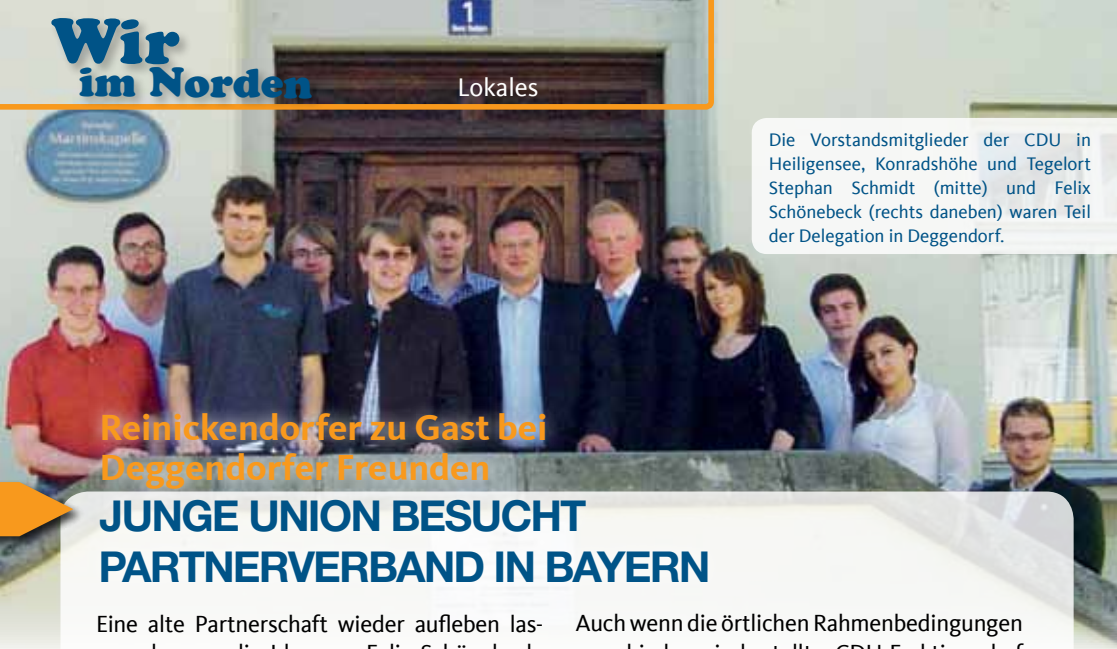 1
Wir
im Norden
Lokales
Martinskapelle
Die Vorstandsmitglieder der CDU in
Heiligensee, Konradshöhe und Tegelort
Stephan Schmidt (mitte) und Felix
Schönebeck (rechts daneben) waren Teil
der Delegation in Deggendorf.
Reinickendorfer zu Gast bei
Deggendorfer Freunden
JUNGE UNION BESUCHT
PARTNERVERBAND IN BAYERN
Eine alte Partnerschaft wieder aufleben las-
Auch wenn die örtlichen Rahmenbedingungen